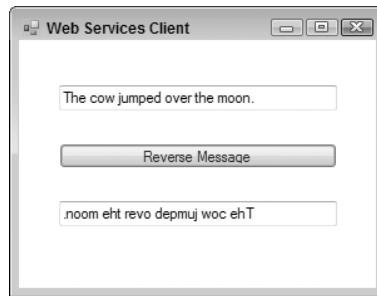 Web Services Client
The cow jumped over the moon.
Reverse Message
.noom eht revo depmuj woc ehT